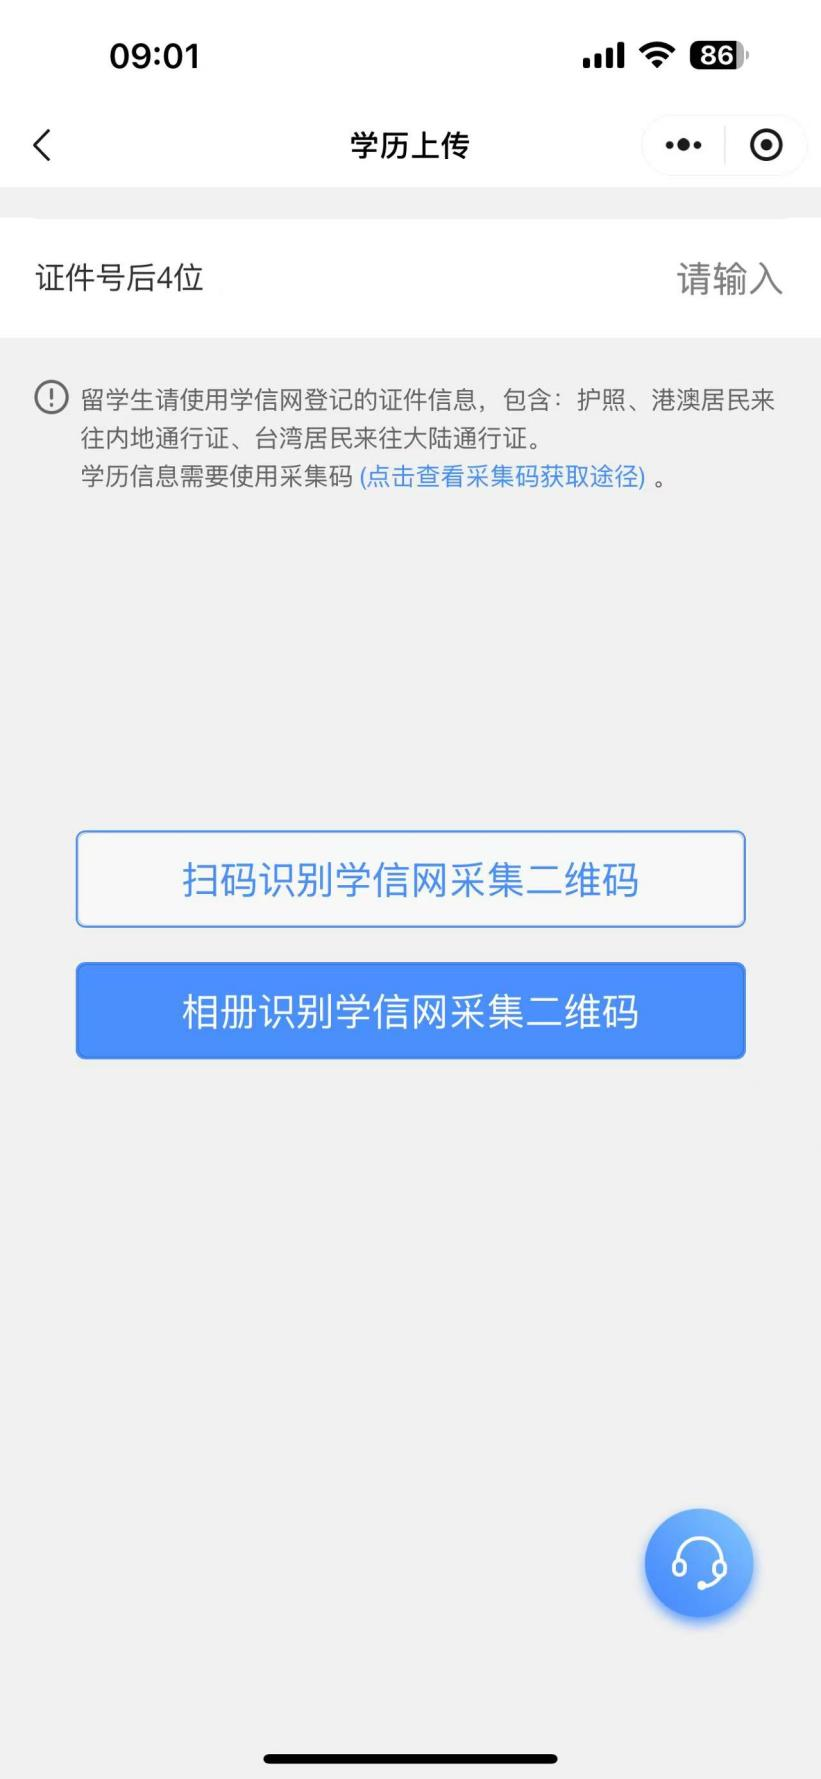 09:01
86
学历上传
证件号后4位
请输入
留学生请使用学信网登记的证件信息，包含：护照、港澳居民来
往内地通行证、台湾居民来往大陆通行证。
学历信息需要使用采集码 (点击查看采集码获取途径) 。
扫码识别学信网采集二维码
相册识别学信网采集二维码